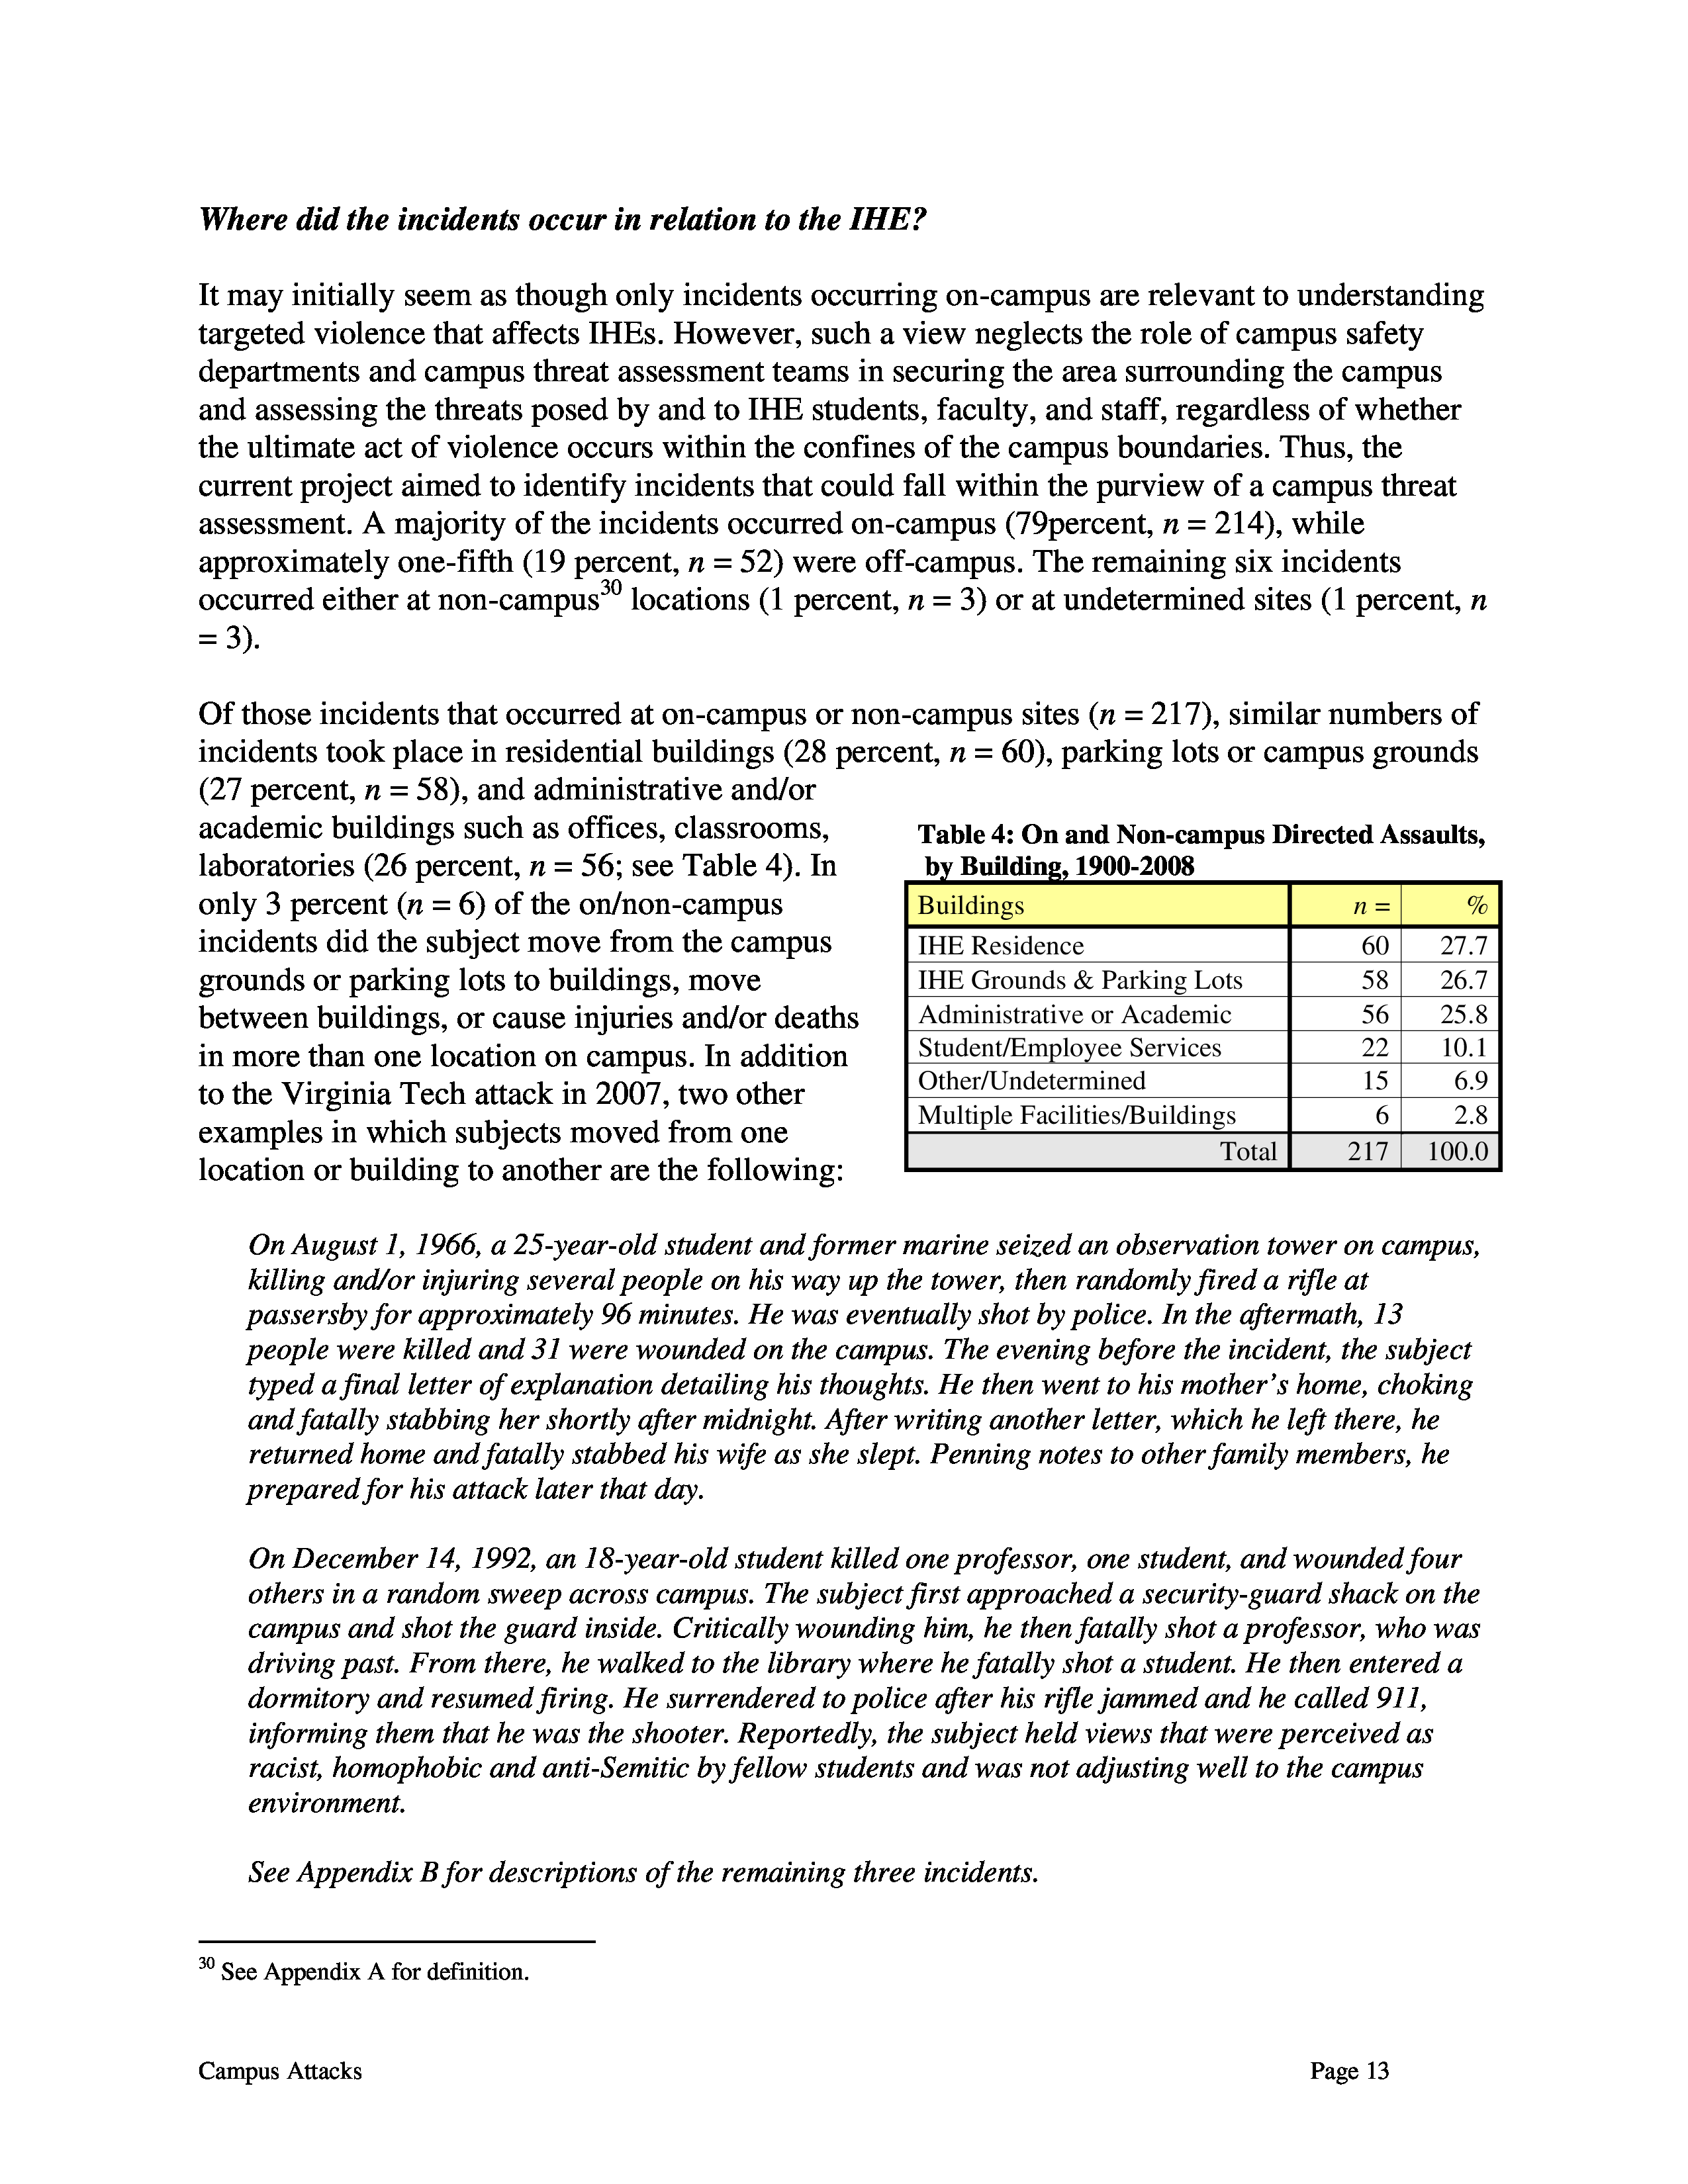 Where did the incidents occur in relation to the IHE?
It may initially seem as though only incidents occurring on-campus are relevant to understanding
targeted violence that affects IHEs. However, such a view neglects the role of campus safety
departments and campus threat assessment teams in securing the area surrounding the campus
and assessing the threats posed by and to IHE students, faculty, and staff, regardless of whether
the ultimate act of violence occurs within the confines of the campus boundaries. Thus, the
current project aimed to identify incidents that could fall within the purview of a campus threat
assessment. A majority of the incidents occurred on-campus (79percent, n = 214), while
approximately one-fifth (19 percent, n = 52) were off-campus. The remaining six incidents
occurred either at non-campus30 locations (1 percent, n = 3) or at undetermined sites (1 percent, n
= 3).
Of those incidents that occurred at on-campus or non-campus sites (n = 217), similar numbers of
incidents took place in residential buildings (28 percent, n = 60), parking lots or campus grounds
(27 percent, n = 58), and administrative and/or
academic buildings such as offices, classrooms,
laboratories (26 percent, n = 56; see Table 4). In
only 3 percent (n = 6) of the on/non-campus
incidents did the subject move from the campus
grounds or parking lots to buildings, move
between buildings, or cause injuries and/or deaths
in more than one location on campus. In addition
to the Virginia Tech attack in 2007, two other
examples in which subjects moved from one
location or building to another are the following:
Table 4: On and Non-campus Directed Assaults,
by Building, 1900-2008
Buildings n = %
IHE Residence 60 27.7
IHE Grounds & Parking Lots 58 26.7
Administrative or Academic 56 25.8
Student/Employee Services 22 10.1
Other/Undetermined 15 6.9
Multiple Facilities/Buildings 6 2.8
Total 217 100.0
On August 1, 1966, a 25-year-old student and former marine seized an observation tower on campus,
killing and/or injuring several people on his way up the tower, then randomly fired a rifle at
passersby for approximately 96 minutes. He was eventually shot by police. In the aftermath, 13
people were killed and 31 were wounded on the campus. The evening before the incident, the subject
typed a final letter of explanation detailing his thoughts. He then went to his mother's home, choking
and fatally stabbing her shortly after midnight. After writing another letter, which he left there, he
returned home and fatally stabbed his wife as she slept. Penning notes to other family members, he
prepared for his attack later that day.
On December 14, 1992, an 18-year-old student killed one professor, one student, and wounded four
others in a random sweep across campus. The subject first approached a security-guard shack on the
campus and shot the guard inside. Critically wounding him, he then fatally shot a professor, who was
driving past. From there, he walked to the library where he fatally shot a student. He then entered a
dormitory and resumed firing. He surrendered to police after his rifle jammed and he called 911,
informing them that he was the shooter. Reportedly, the subject held views that were perceived as
racist, homophobic and anti-Semitic by fellow students and was not adjusting well to the campus
environment.
See Appendix B for descriptions of the remaining three incidents.
30 See Appendix A for definition.
Campus Attacks Page 13